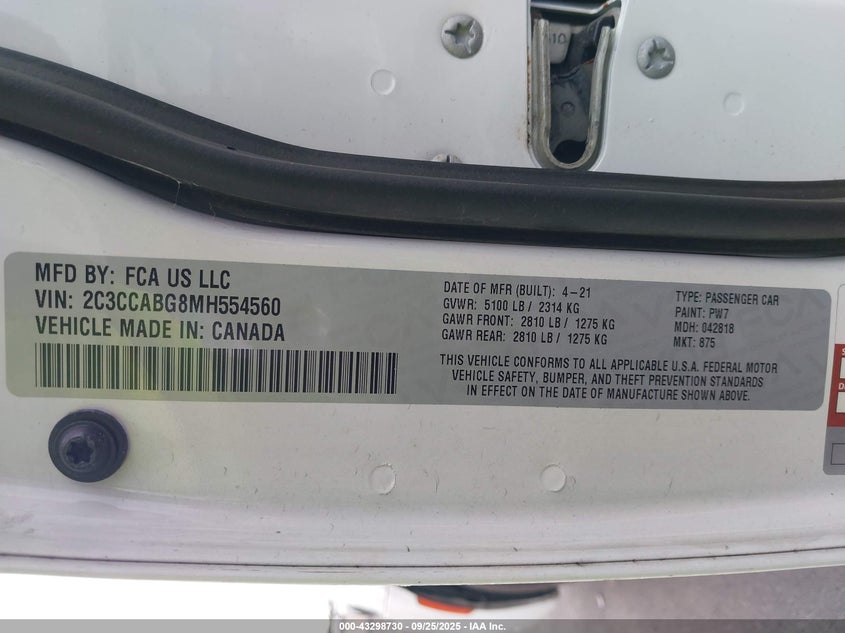 MFD BY: FCA US LLC
VIN: 2C3CCABG8MH554560
VEHICLE MADE IN: CANADA
DATE OF MFR (BUILT): 4-21
GVWR: 5100 LB / 2314 KG
GAWR FRONT: 2810 LB / 1275 KG
GAWR REAR: 2810 LB / 1275 KG
TYPE: PASSENGER CAR
PAINT: PW7
MDH: 042818
MKT: 875
THIS VEHICLE CONFORMS TO ALL APPLICABLE U.S.A. FEDERAL MOTOR
VEHICLE SAFETY, BUMPER, AND THEFT PREVENTION STANDARDS
IN EFFECT ON THE DATE OF MANUFACTURE SHOWN ABOVE.
000-43298730 - 09/25/2025 - IAA Inc.